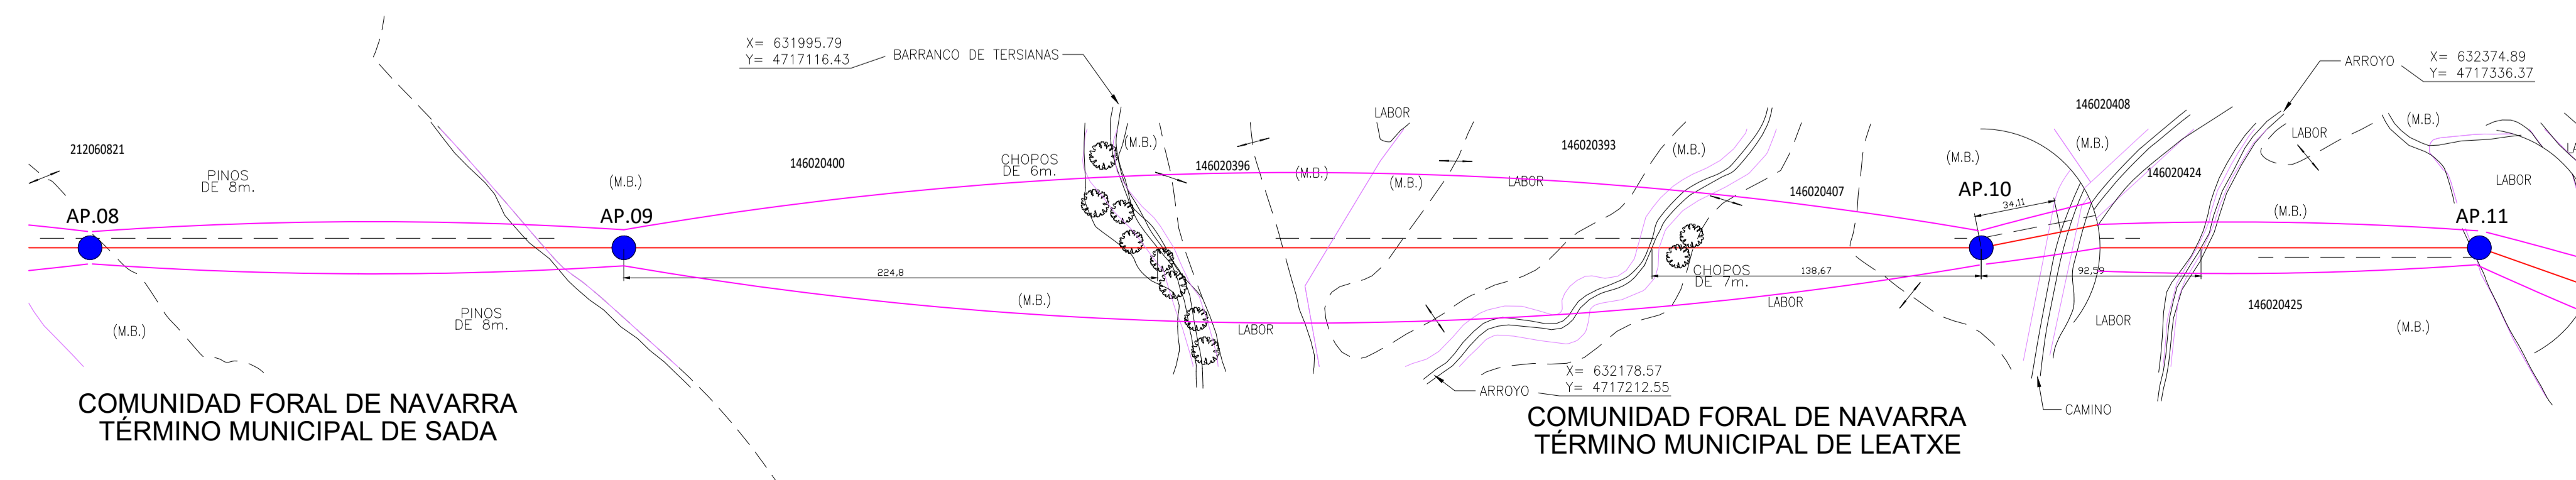 X= 631995.79
Y= 4717116.43
BARRANCO DE TERSIANAS
ARROYO
X= 632374.89
Y= 4717336.37
LABOR
146020408
212060821
PINOS
DE 8m.
(M.B.)
146020400
CHOPOS
DE 6m.
(M.B.)
146020396
(M.B.)
(M.B.)
LABOR
146020393
(M.B.)
146020407
(M.B.)
(M.B.)
146020424
LABOR
(M.B.)
LABOR
(M.B.)
AP.08
AP.09
AP.10
34,11
AP.11
224,8
138,67
92,59
CHOPOS
DE 7m.
(M.B.)
PINOS
DE 8m.
(M.B.)
LABOR
LABOR
LABOR
146020425
(M.B.)
ARROYO
X= 632178.57
Y= 4717212.55
CAMINO
COMUNIDAD FORAL DE NAVARRA
TÉRMINO MUNICIPAL DE SADA
COMUNIDAD FORAL DE NAVARRA
TÉRMINO MUNICIPAL DE LEATXE